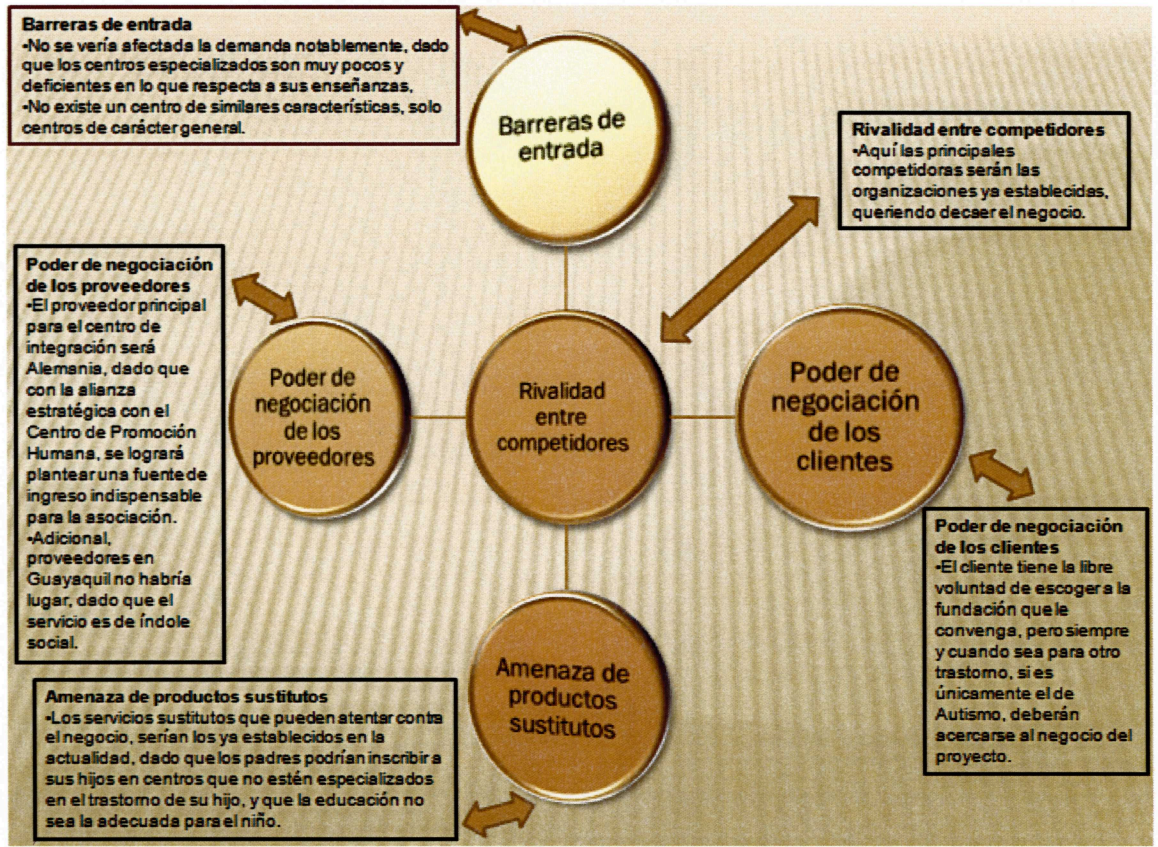 Barreras de entrada
•No se vería afectada la demanda notablemente, dado
que los centros especializados son muy pocos y
deficientes en lo que respecta a sus enseñanzas,
•No existe un centro de similares características, solo
centros de carácter general.
Barreras de
entrada
Rivalidad entre competidores
•Aquí las principales
competidoras serán las
organizaciones ya establecidas,
queriendo decaer el negocio.
Poder de negociación
de los proveedores
•El proveedor principal
para el centro de
integración será
Alemania, dado que
con la alianza
estratégica con el
Centro de Promoción
Humana, se logrará
plantear una fuente de
ingreso indispensable
para la asociación.
•Adicional,
proveedores en
Guayaquil no habría
lugar, dado que el
servicio es de índole
social.
Poder de
negociación
de los
proveedores
Rivalidad
entre
competidores
Poder de
negociación
de los
clientes
Poder de negociación
de los clientes
•El cliente tiene la libre
voluntad de escoger a la
fundación que le
convenga, pero siempre
y cuando sea para otro
trastorno, si es
únicamente el de
Autismo, deberán
acercarse al negocio del
proyecto.
Amenaza de
productos
sustitutos
Amenaza de productos sustitutos
•Los servicios sustitutos que pueden atentar contra
el negocio, serían los ya establecidos en la
actualidad, dado que los padres podrían inscribir a
sus hijos en centros que no estén especializados
en el trastorno de su hijo, y que la educación no
sea la adecuada para el niño.